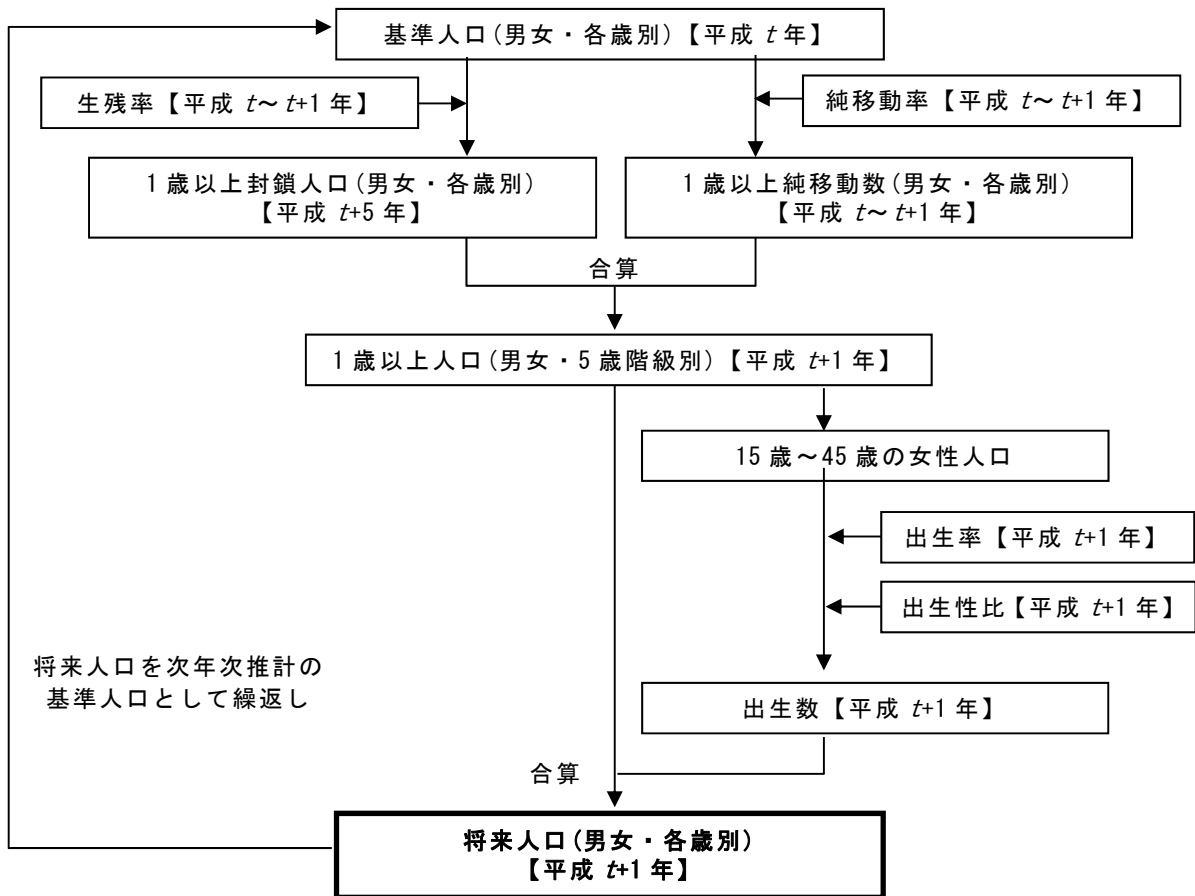 基準人口(男女・各歳別)【平成 t年】
生残率【平成 t～t+1年】
純移動率【平成 t～t+1年】
1歳以上封鎖人口(男女・各歳別)
【平成 t+5年】
1歳以上純移動数(男女・各歳別)
【平成 t～t+1年】
合算
1歳以上人口(男女・5歳階級別)【平成 t+1年】
15歳～45歳の女性人口
出生率【平成 t+1年】
出生性比【平成 t+1年】
将来人口を次年次推計の
基準人口として繰返し
出生数【平成 t+1年】
合算
将来人口(男女・各歳別)
【平成 t+1年】